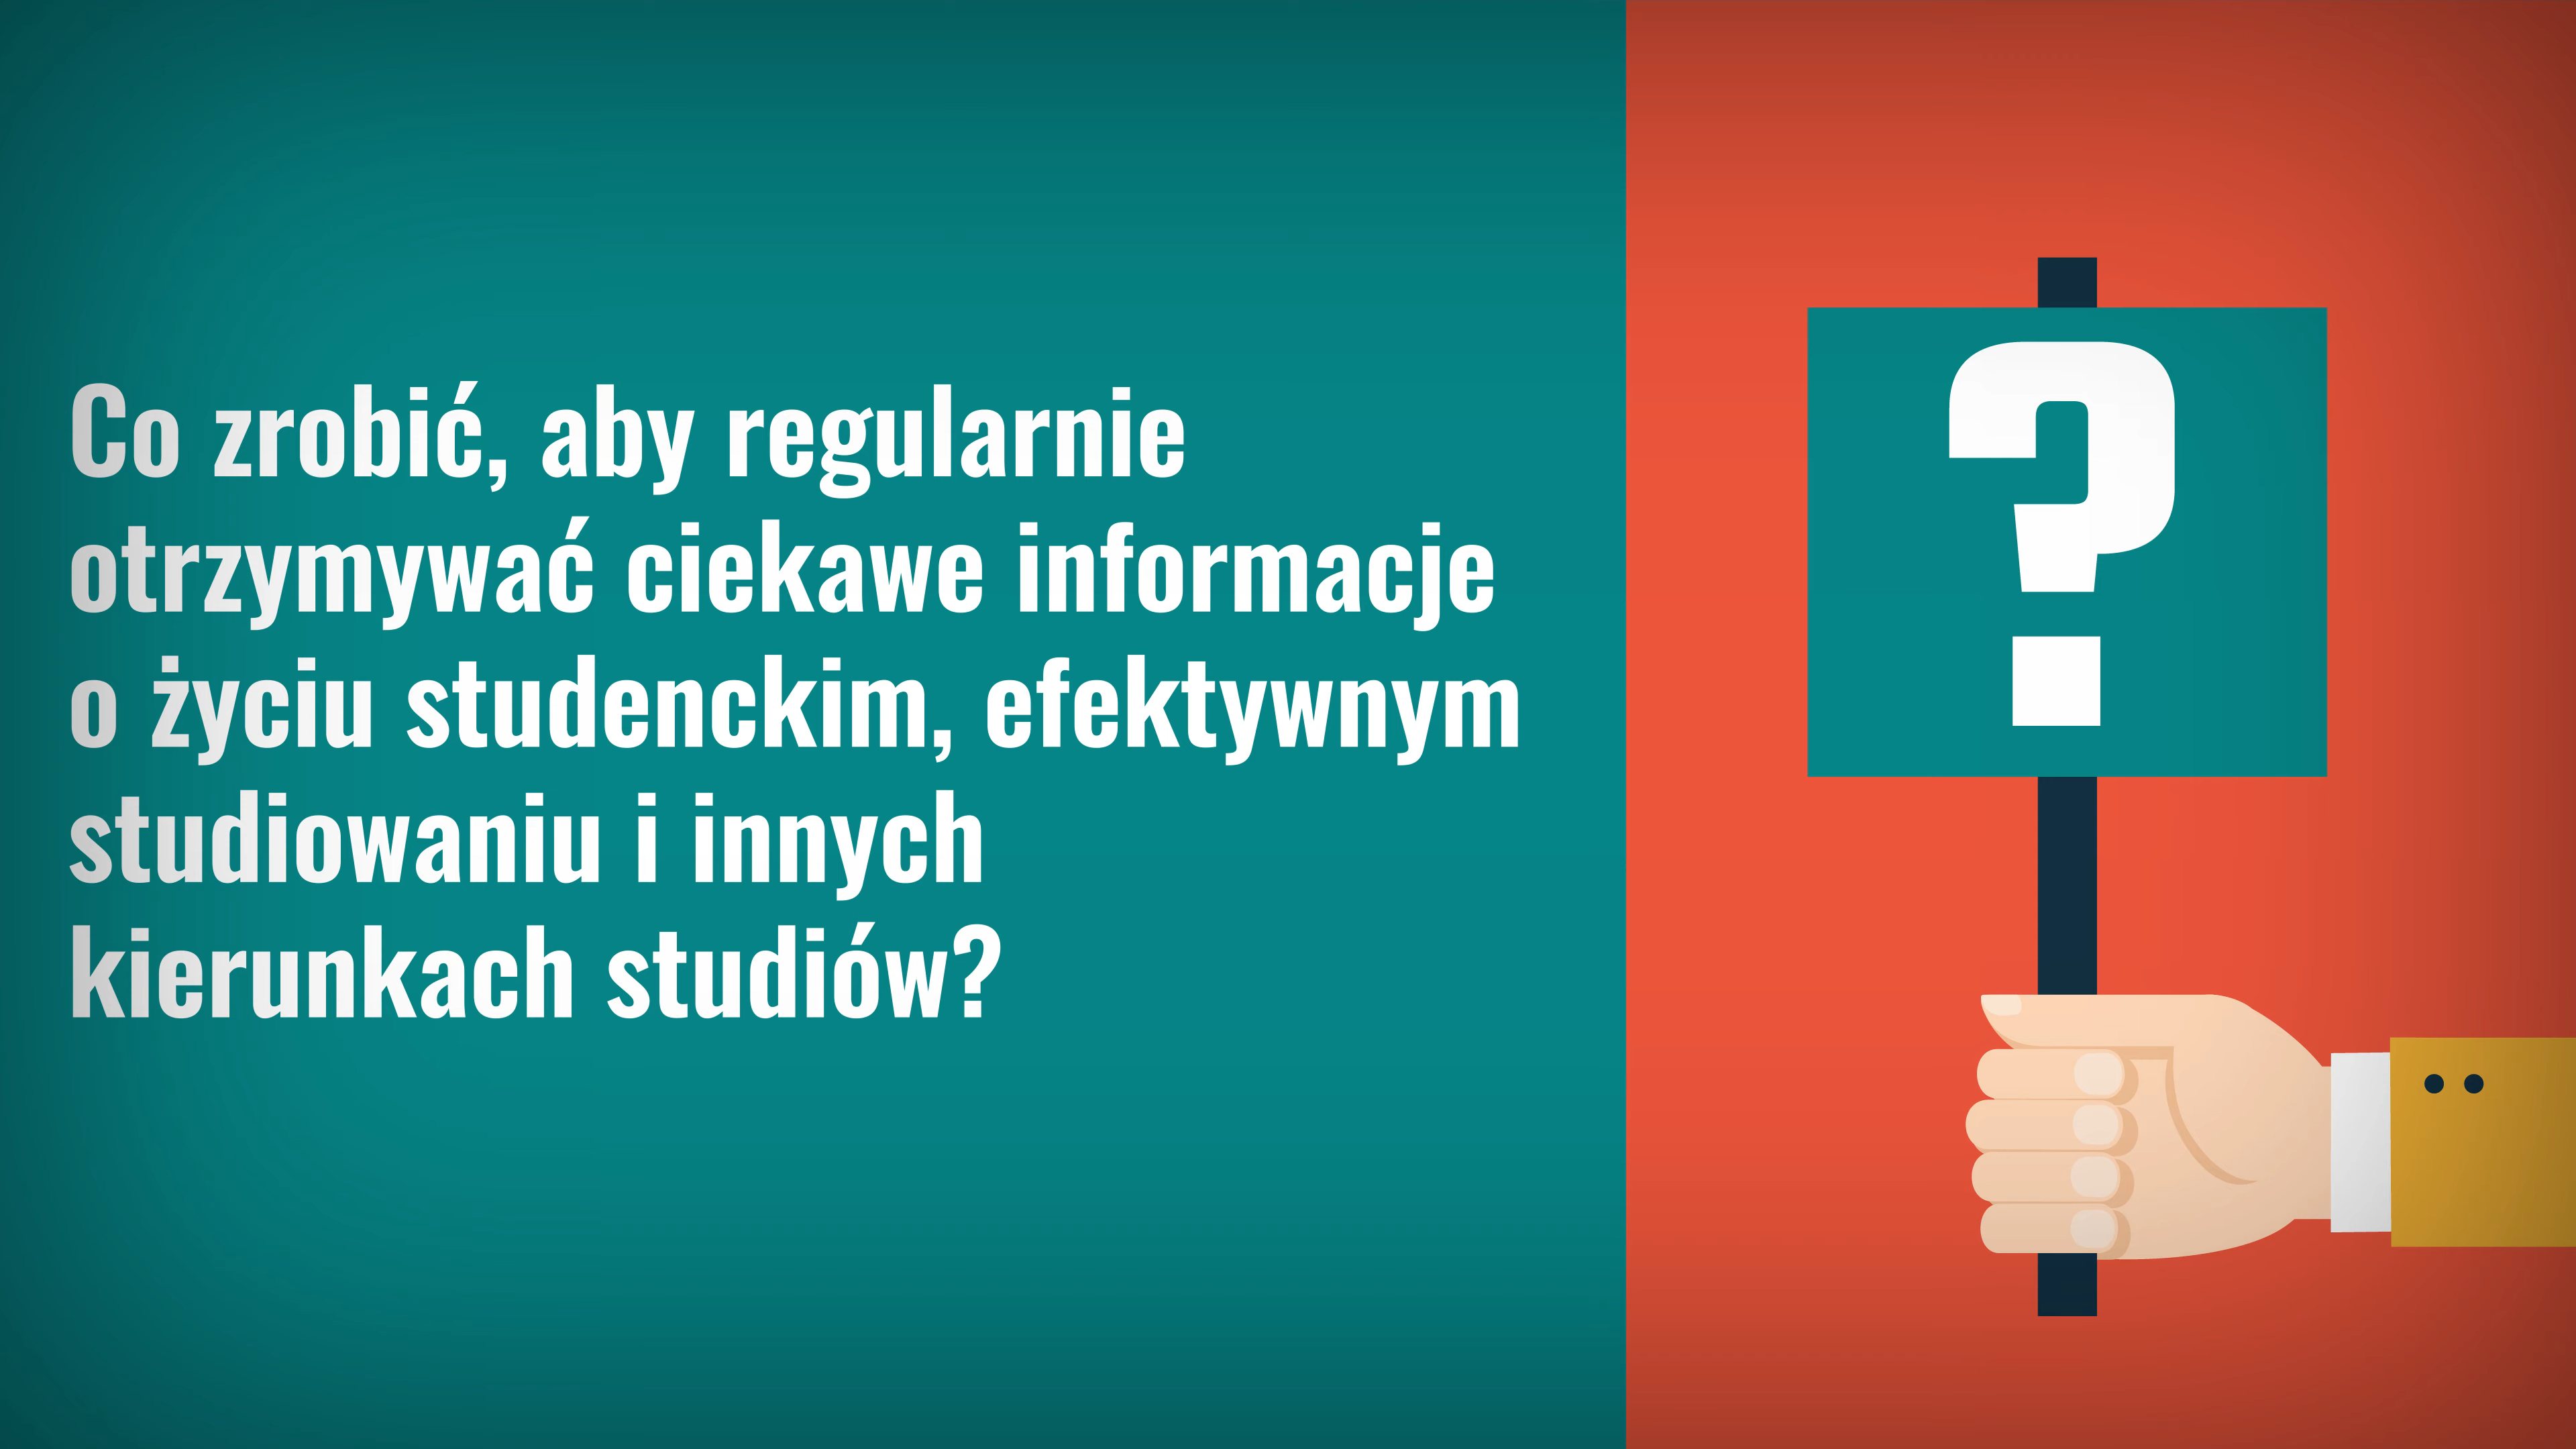 Co zrobić, aby regularnie
otrzymywać ciekawe informacje
o życiu studenckim, efektywnym
studiowaniu i innych
kierunkach studiów?
?